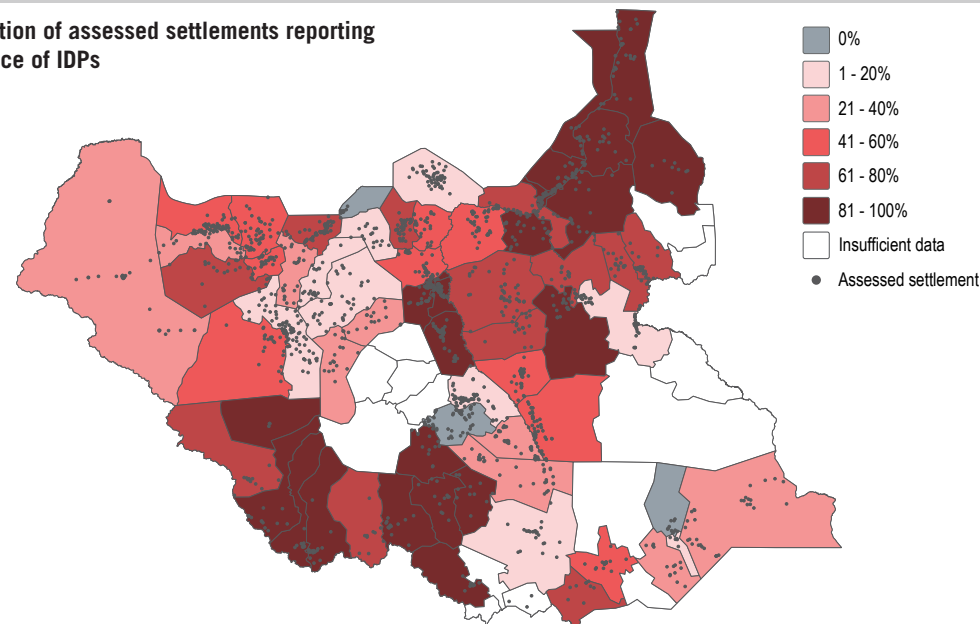 tion of assessed settlements reporting
ce of IDPs
0%
1 - 20%
21 - 40%
41 - 60%
61 - 80%
81 - 100%
Insufficient data
Assessed settlement